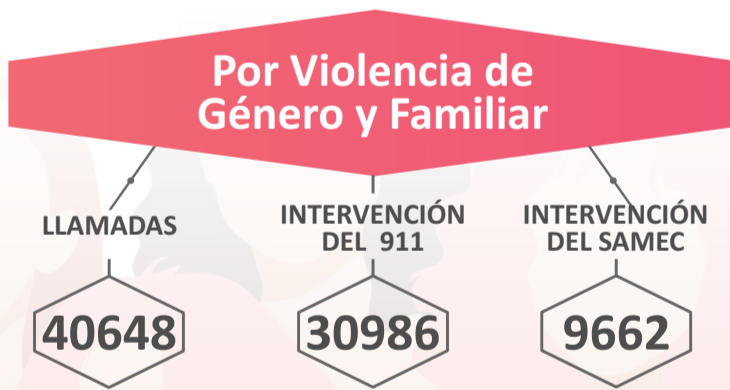 Por Violencia de
Género y Familiar
LLAMADAS
40648
INTERVENCIÓN
DEL 911
30986
INTERVENCIÓN
DEL SAMEC
9662